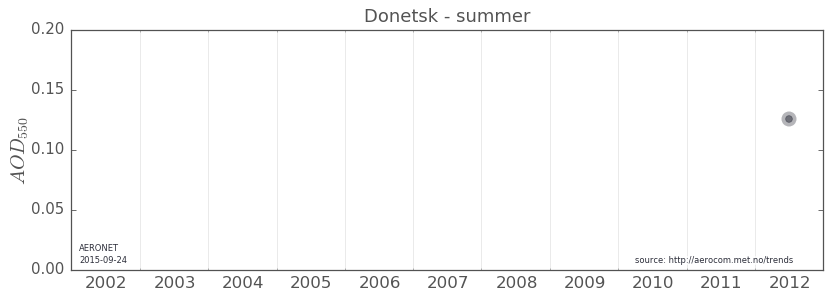 Donetsk - summer
0.20
0.15
0.10
0.05
0.00
AOD550
AERONET
2015-09-24
source: http://aerocom.met.no/trends
2002 2003 2004 2005 2006 2007 2008 2009 2010 2011 2012